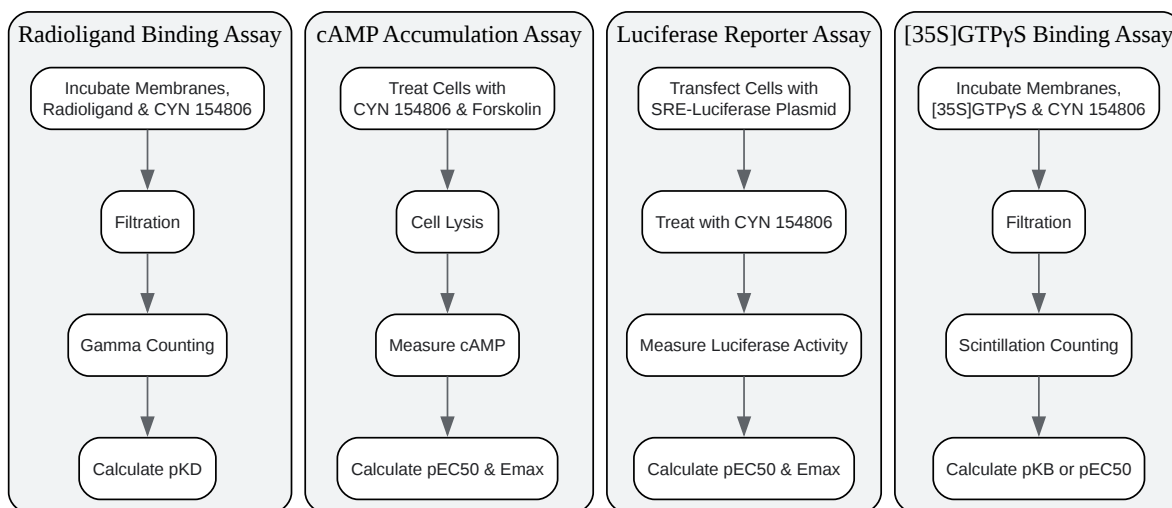 Radioligand Binding Assay
Incubate Membranes,
Radioligand & CYN 154806
Filtration
Gamma Counting
Calculate pKD
cAMP Accumulation Assay
Treat Cells with
CYN 154806 & Forskolin
Cell Lysis
Measure cAMP
Calculate pEC50 & Emax
Luciferase Reporter Assay
Transfect Cells with
SRE-Luciferase Plasmid
Treat with CYN 154806
Measure Luciferase Activity
Calculate pEC50 & Emax
[35S]GTPγS Binding Assay
Incubate Membranes,
[35S]GTPγS & CYN 154806
Filtration
Scintillation Counting
Calculate pKB or pEC50